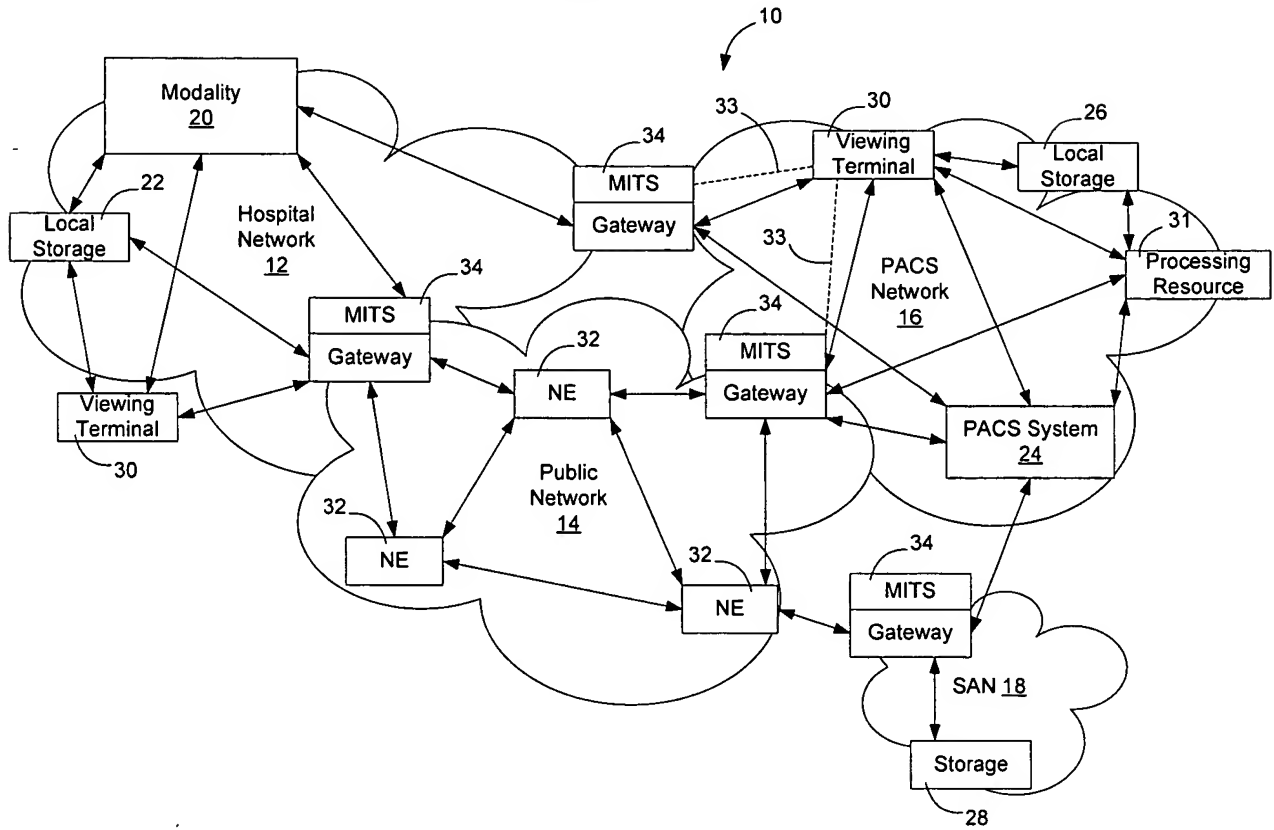 10
Modality
20
34
33
30
26
Viewing
Terminal
Local
Storage
MITS
Gateway
22
Local
Storage
Hospital
Network
12
34
33
31
PACS
Network
16
Processing
Resource
MITS
Gateway
34
MITS
Gateway
32
NE
Viewing
Terminal
30
PACS System
24
Public
Network
14
32
NE
32
NE
34
MITS
Gateway
SAN 18
Storage
28